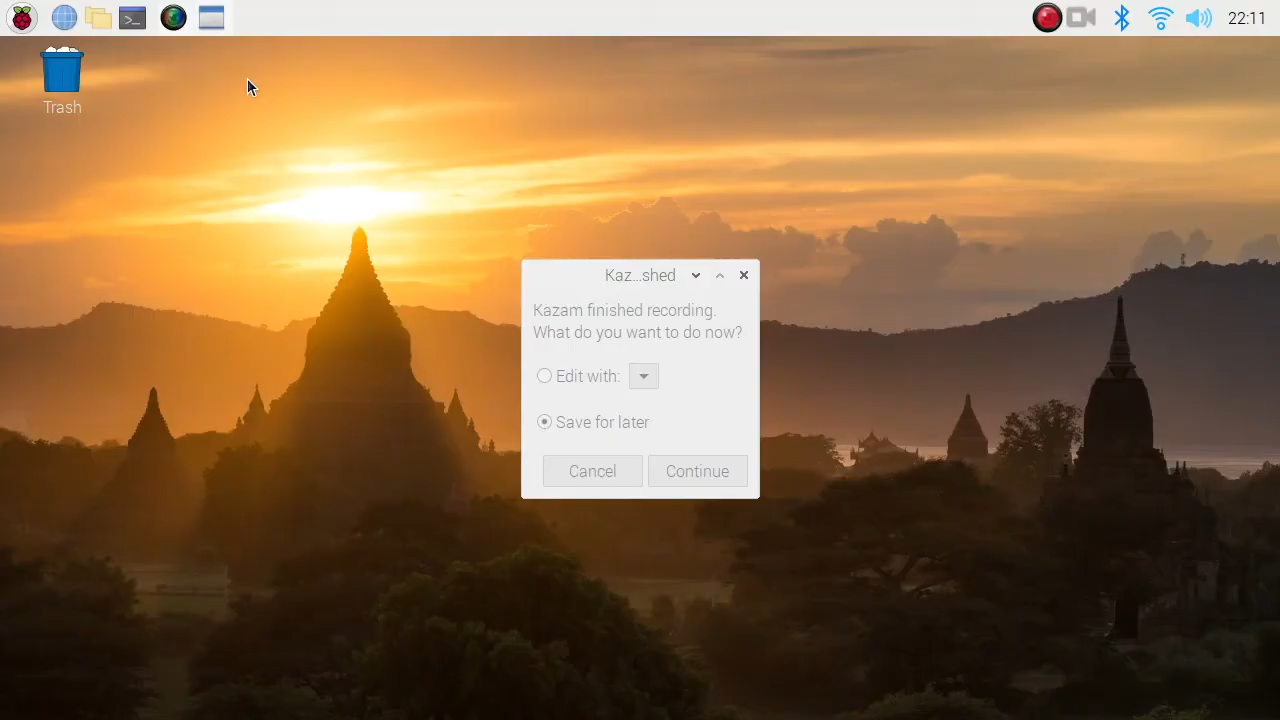 22:11
Trash
Kaz...shed
Kazam finished recording.
What do you want to do now?
Edit with:
Save for later
Cancel
Continue